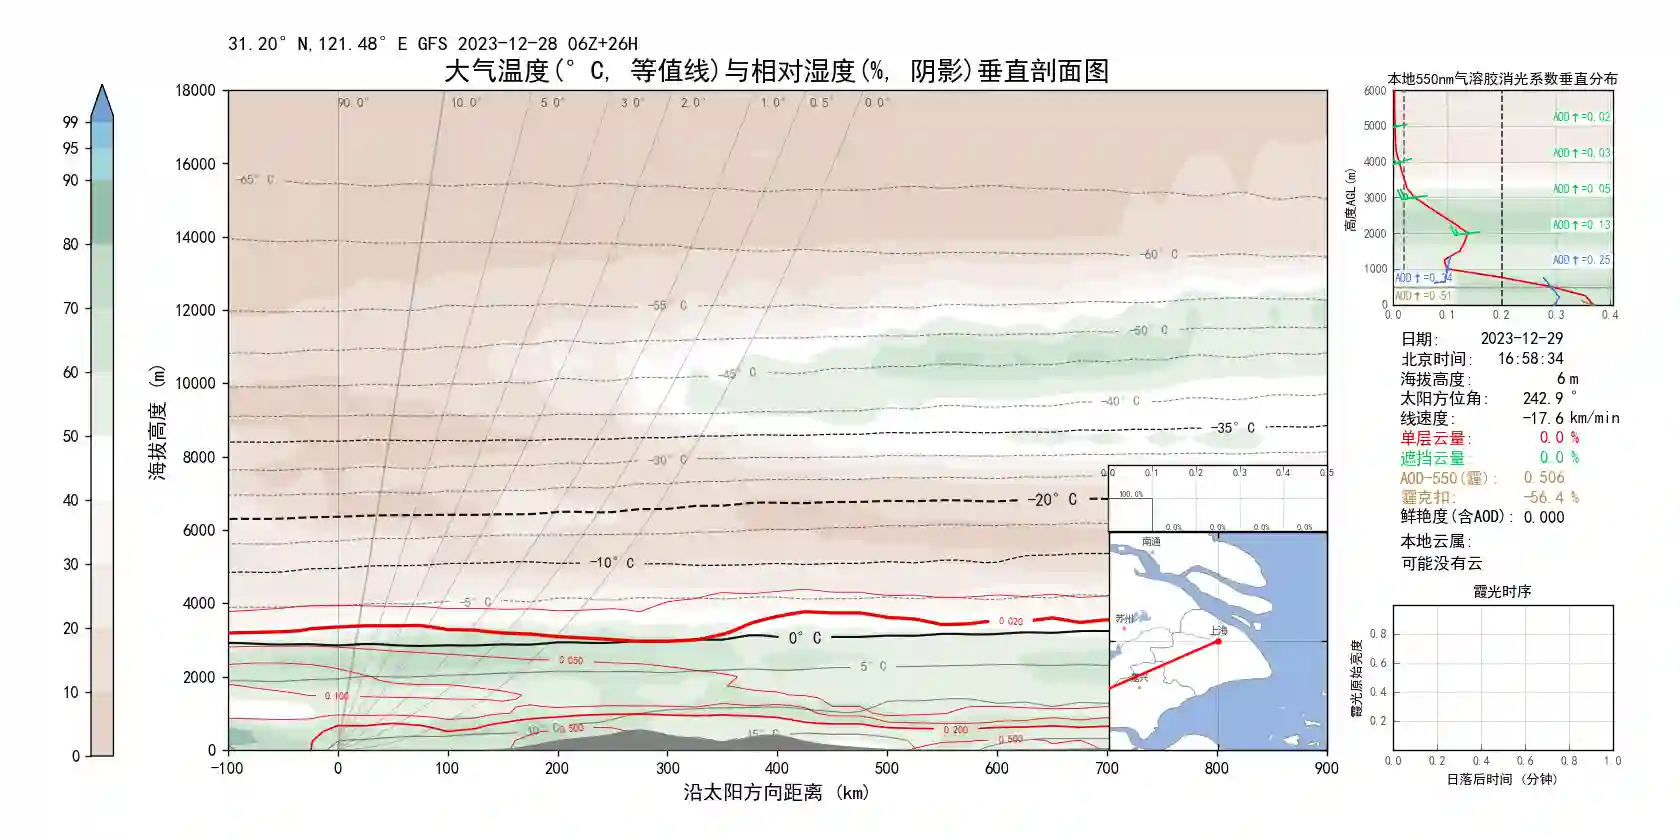 31.20° N,121.48° E GFS 2023-12-28 06Z+26H
大气温度(° C, 等值线)与相对湿度(%, 阴影)垂直剖面图
99
95
90
80
70
60
50
40
30
20
10
0
海拔高度 (m)
18000
16000
14000
12000
10000
8000
6000
4000
2000
0
90.0° 10.0° 5.0° 3.0° 2.0° 1.0° 0.5° 0.0°
-65° C
-60° C
-55° C
-50° C
-45° C
-40° C
-35° C
-30° C
-20° C
-10° C
-5° C
0.020
0° C
0.050
5° C
0.100
0.500
15° C
0.200
0.500
-100 0 100 200 300 400 500 600 700 800 900
沿太阳方向距离 (km)
0.0 0.1 0.2 0.3 0.4 0.5
100.0%
0.0% 0.0% 0.0% 0.0%
南通
苏州
上海
本地550nm气溶胶消光系数垂直分布
高度AGL(m)
6000
5000
4000
3000
2000
1000
0
AOD↑=0.02
AOD↑=0.03
AOD↑=0.05
AOD↑=0.13
AOD↑=0.25
AOD↑=0.34
AOD↑=0.51
0.0 0.1 0.2 0.3 0.4
日期: 2023-12-29
北京时间: 16:58:34
海拔高度: 6 m
太阳方位角: 242.9 °
线速度: -17.6 km/min
单层云量: 0.0 %
遮挡云量: 0.0 %
AOD-550(霾): 0.506
霾克扣: -56.4 %
鲜艳度(含AOD): 0.000
本地云属:
可能没有云
霞光时序
霞光原始亮度
0.8
0.6
0.4
0.2
0.0 0.2 0.4 0.6 0.8 1.0
日落后时间 (分钟)